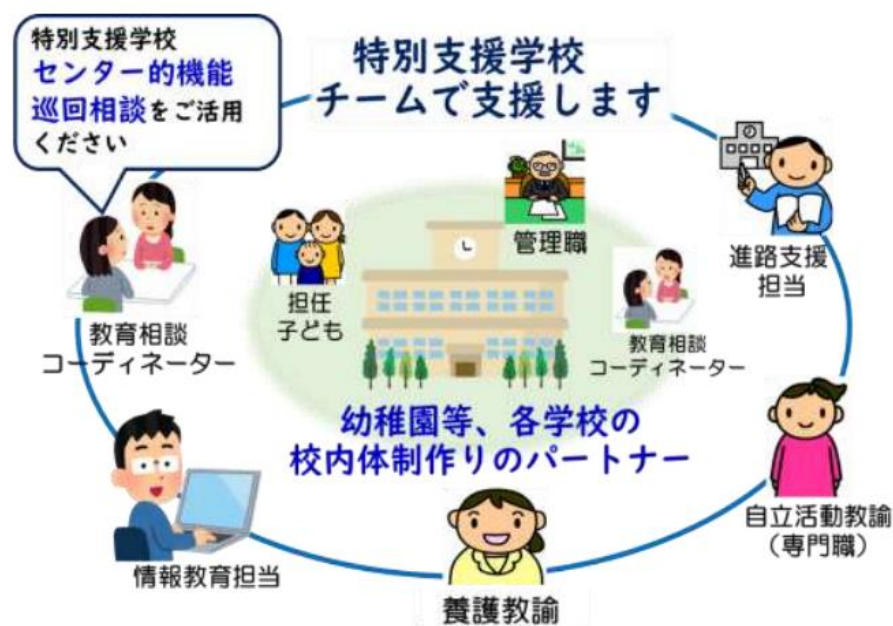 特別支援学校
センター的機能
巡回相談をご活用
ください
特別支援学校
チームで支援します
管理職
担任
子ども
教育相談
コーディネーター
進路支援
担当
教育相談
コーディネーター
幼稚園等、各学校の
校内体制作りのパートナー
自立活動教諭
（専門職）
情報教育担当
養護教諭